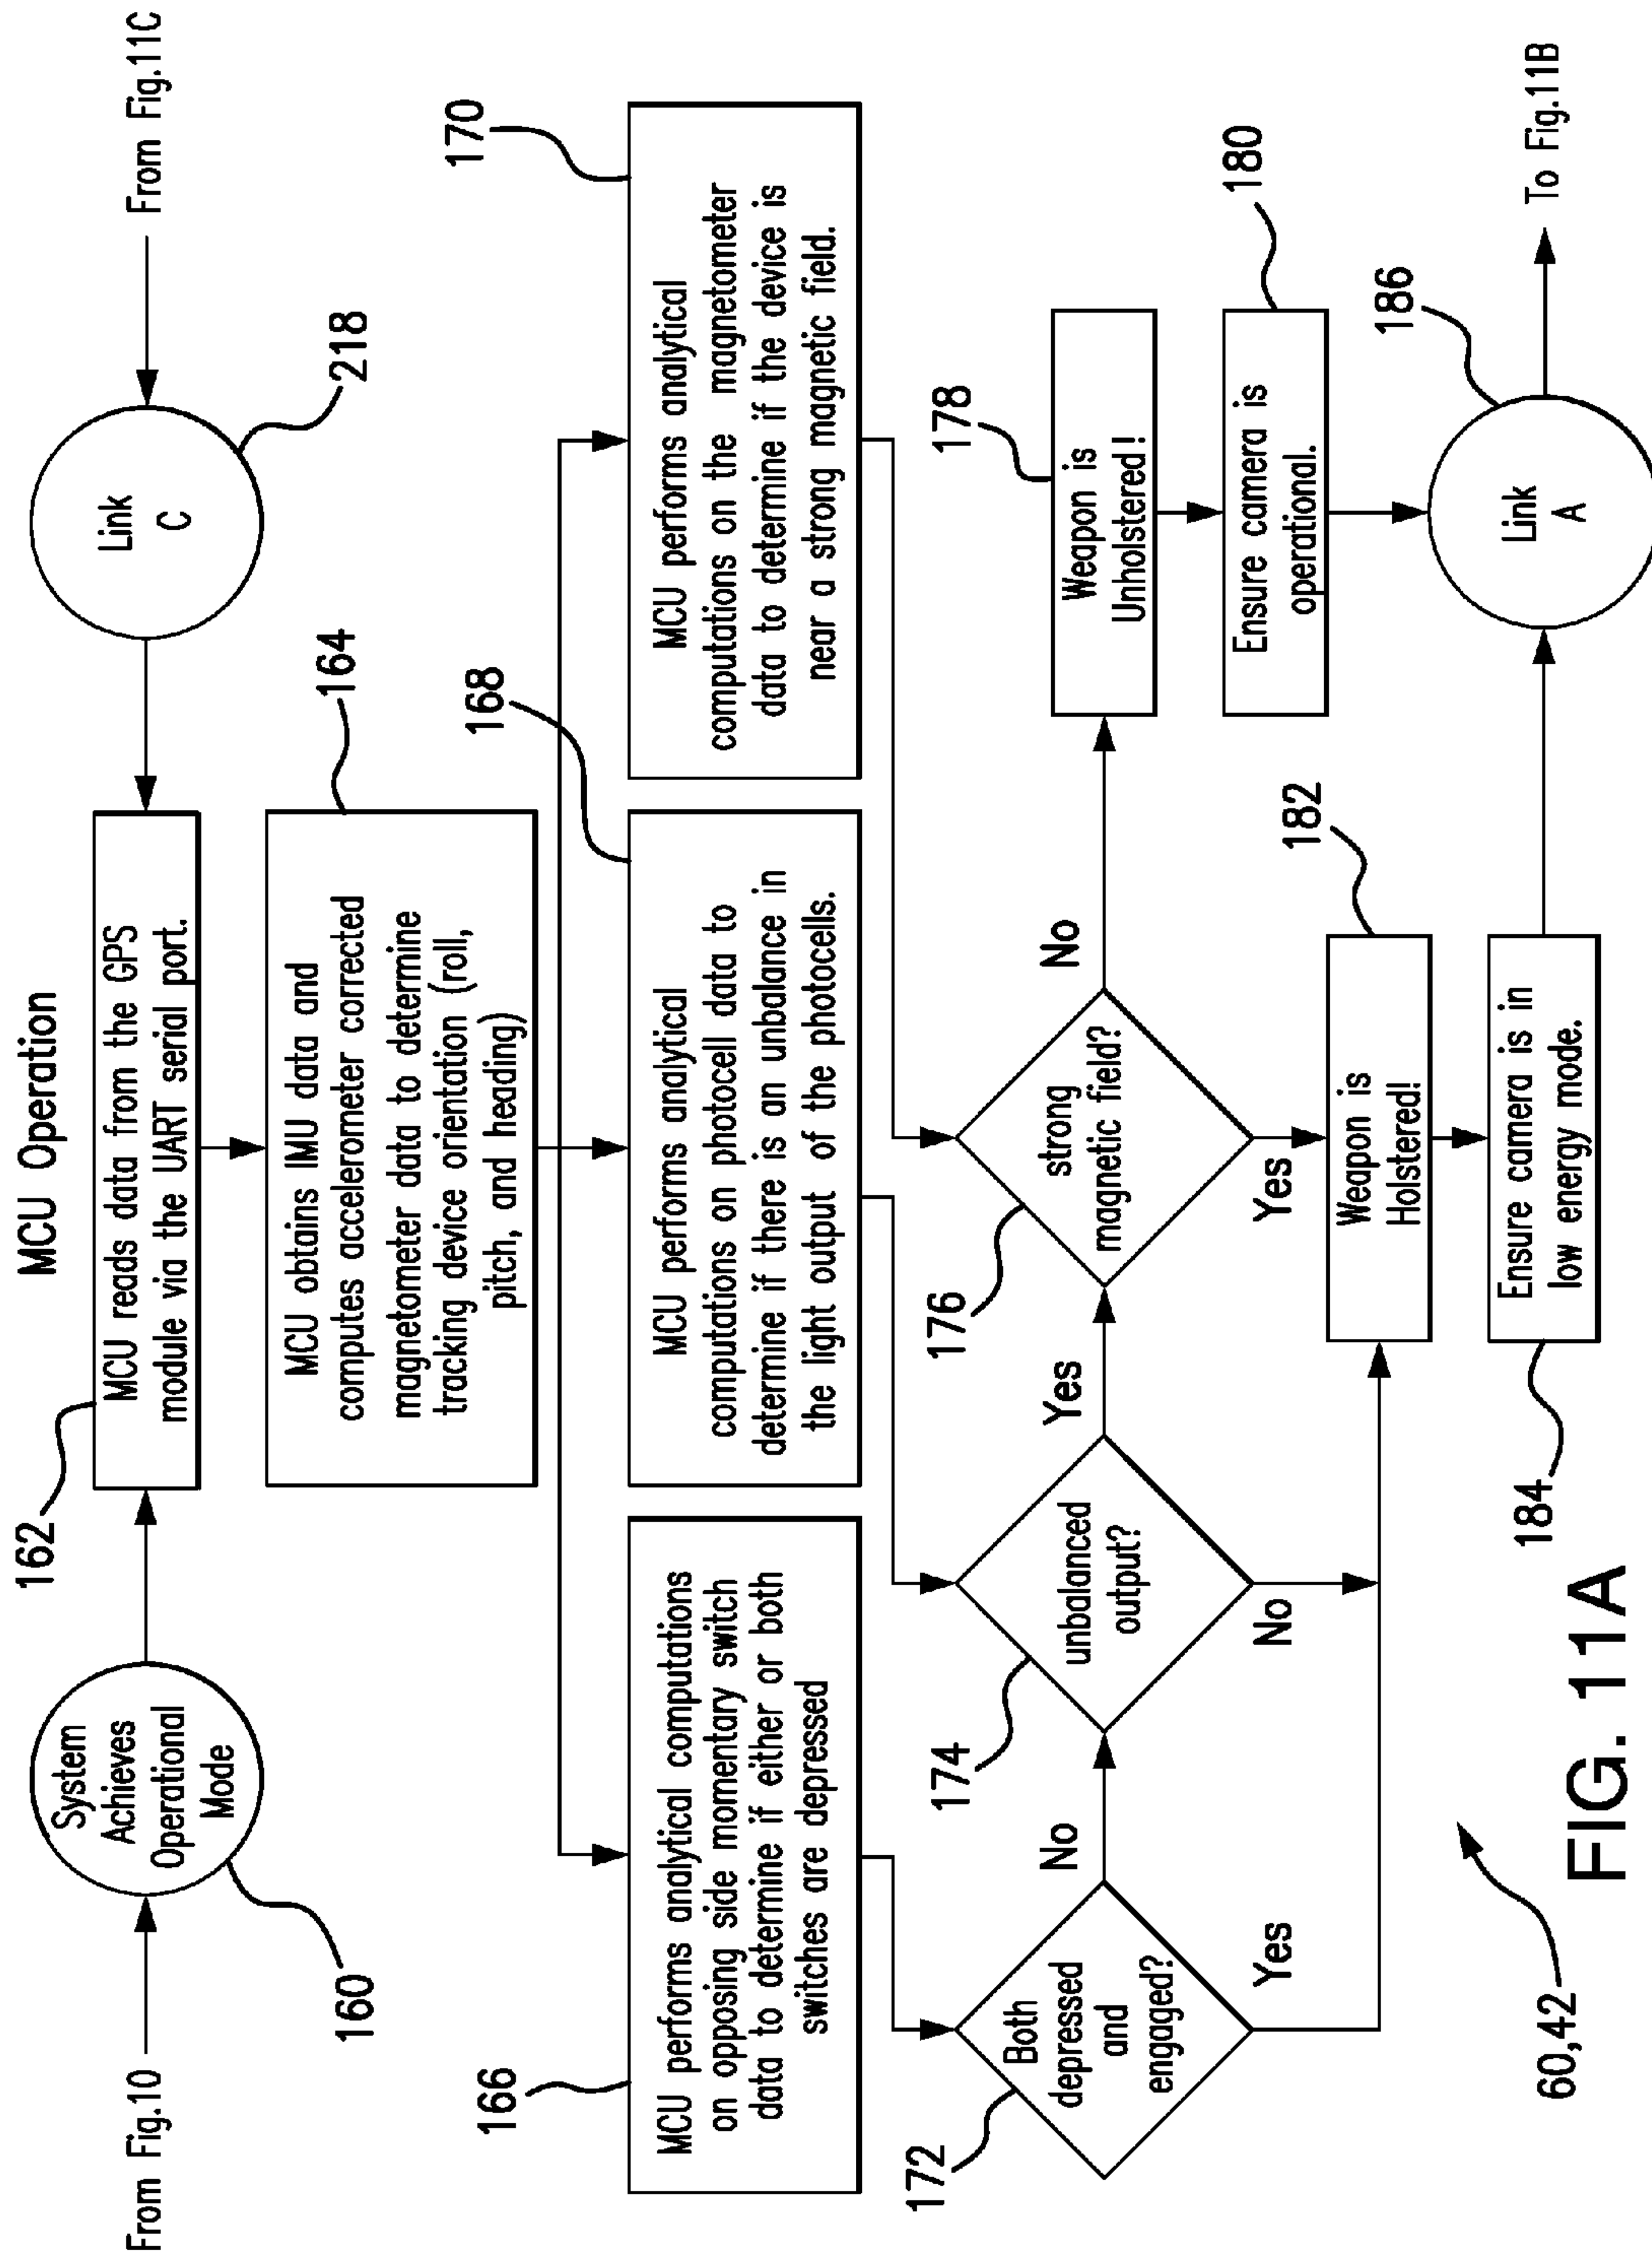 MCU Operation
From Fig.10
160
System
Achieves
Operational
Mode
162
MCU reads data from the GPS
module via the UART serial port.
Link
C
218
From Fig.11C
164
MCU obtains IMU data and
computes accelerometer corrected
magnetometer data to determine
tracking device orientation (roll,
pitch, and heading)
166
MCU performs analytical computations
on opposing side momentary switch
data to determine if either or both
switches are depressed
168
MCU performs analytical
computations on photocell data to
determine if there is an unbalance in
the light output of the photocells.
170
MCU performs analytical
computations on the magnetometer
data to determine if the device is
near a strong magnetic field.
172
Both
depressed
and
engaged?
No
Yes
174
unbalanced
output?
Yes
No
176
strong
magnetic field?
No
Yes
178
Weapon is
Unholstered!
180
Ensure camera is
operational.
182
Weapon is
Holstered!
184
Ensure camera is in
low energy mode.
186
Link
A
To Fig.11B
60,42
FIG. 11A